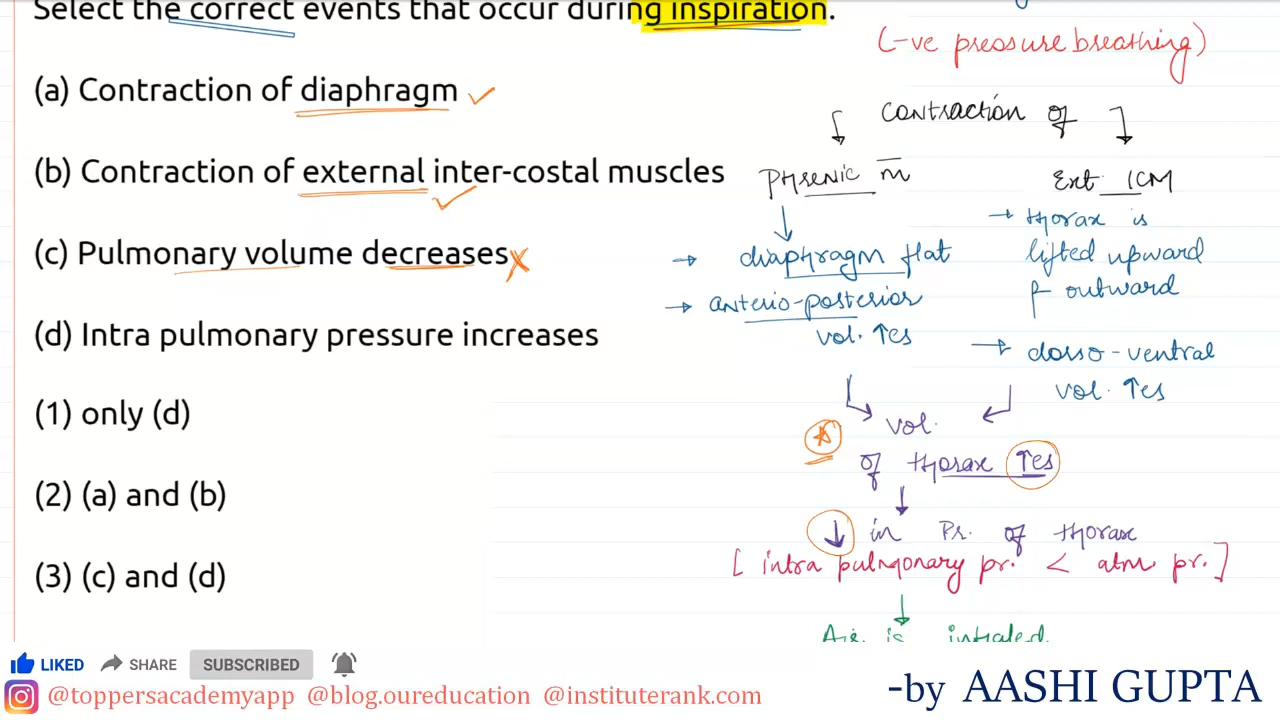 Select the correct events that occur during inspiration.
(a) Contraction of diaphragm ✓
(b) Contraction of external inter-costal muscles ✓
(c) Pulmonary volume decreases ✗
(d) Intra pulmonary pressure increases
(1) only (d)
(2) (a) and (b)
(3) (c) and (d)
(-ve pressure breathing)
contraction of
Phrenic m̅
Ext ICM
→ diaphragm flat
→ anterio-posterior
vol. ↑es
→ thorax is
lifted upward
& outward
→ dorso-ventral
vol. ↑es
vol.
of thorax ↑es
↓ in Pr. of thorax
[ intra pulmonary pr. < atm pr. ]
Air is inhaled
LIKED SHARE SUBSCRIBED
@toppersacademyapp @blog.oureducation @instituterank.com
-by AASHI GUPTA